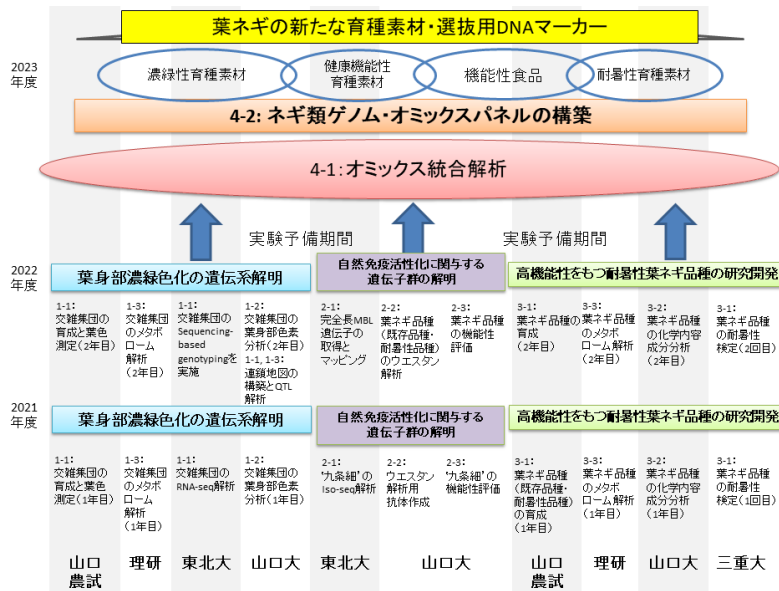 葉ネギの新たな育種素材・選抜用DNAマーカー
2023
年度
濃緑性育種素材
健康機能性
育種素材
機能性食品
耐暑性育種素材
4-2: ネギ類ゲノム・オミックスパネルの構築
4-1:オミックス統合解析
実験予備期間
実験予備期間
2022
年度
葉身部濃緑色化の遺伝系解明
自然免疫活性化に関与する
遺伝子群の解明
高機能性をもつ耐暑性葉ネギ品種の研究開発
1-1:
交雑集団の
育成と葉色
測定(2年目)
1-3:
交雑集団
のメタボ
ローム
解析
(2年目)
1-1:
交雑集団の
Sequencing-
based
genotypingを
実施
1-2:
交雑集団
の葉身部色素
分析(2年目)
1-1, 1-3:
連鎖地図の
構築とQTL
解析
2-1:
完全長MBL
遺伝子の
取得と
マッピング
2-2:
葉ネギ品種
(既存品種・
耐暑性品種)
のウエスタン
解析
2-3:
葉ネギ品種
の機能性
評価
3-1:
葉ネギ品種の
育成
(2年目)
3-3:
葉ネギ品種
のメタボ
ローム解析
(2年目)
3-2:
葉ネギ品種
の化学内容
成分分析
(2年目)
3-1:
葉ネギ品種
の耐暑性
検定(2回目)
2021
年度
葉身部濃緑色化の遺伝系解明
自然免疫活性化に関与する
遺伝子群の解明
高機能性をもつ耐暑性葉ネギ品種の研究開発
1-1:
交雑集団の
育成と葉色
測定(1年目)
1-3:
交雑集団
のメタボ
ローム
解析
(1年目)
1-1:
交雑集団の
RNA-seq解析
1-2:
交雑集団
の葉身部色素
分析(1年目)
2-1:
'九条細'の
Iso-seq解析
2-2:
ウエスタン
解析用
抗体作成
2-3:
'九条細'の
機能性評価
3-1:
葉ネギ品種
(既存品種・
耐暑性品種)
の育成
(1年目)
3-3:
葉ネギ品種
のメタボ
ローム解析
(1年目)
3-2:
葉ネギ品種
の化学内容
成分分析
(1年目)
3-1:
葉ネギ品種
の耐暑性
検定(1回目)
山口
農試
理研
東北大
山口大
東北大
山口大
山口
農試
理研
山口大
三重大